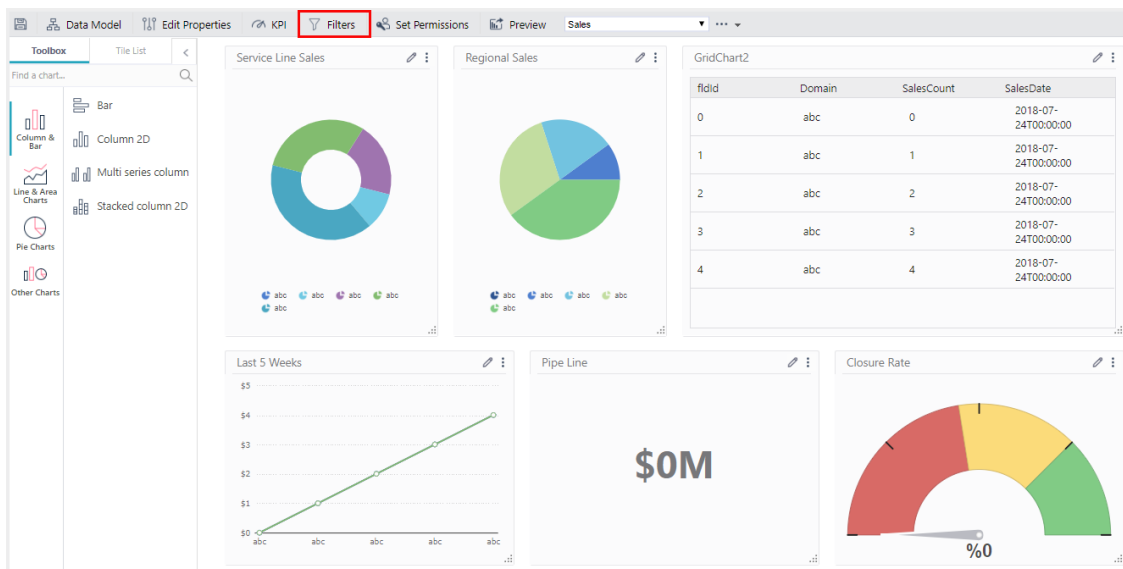 Data Model Edit Properties KPI Filters Set Permissions Preview Sales
Toolbox Tile List
Find a chart...
Column &
Bar
Line & Area
Charts
Pie Charts
Other Charts
Bar
Column 2D
Multi series column
Stacked column 2D
Service Line Sales
abc abc abc abc
abc
Regional Sales
abc abc abc abc
abc
GridChart2
fldId Domain SalesCount SalesDate
0 abc 0 2018-07-
24T00:00:00
1 abc 1 2018-07-
24T00:00:00
2 abc 2 2018-07-
24T00:00:00
3 abc 3 2018-07-
24T00:00:00
4 abc 4 2018-07-
24T00:00:00
Last 5 Weeks
$5
$4
$3
$2
$1
$0
abc abc abc abc abc
Pipe Line
$0M
Closure Rate
%0